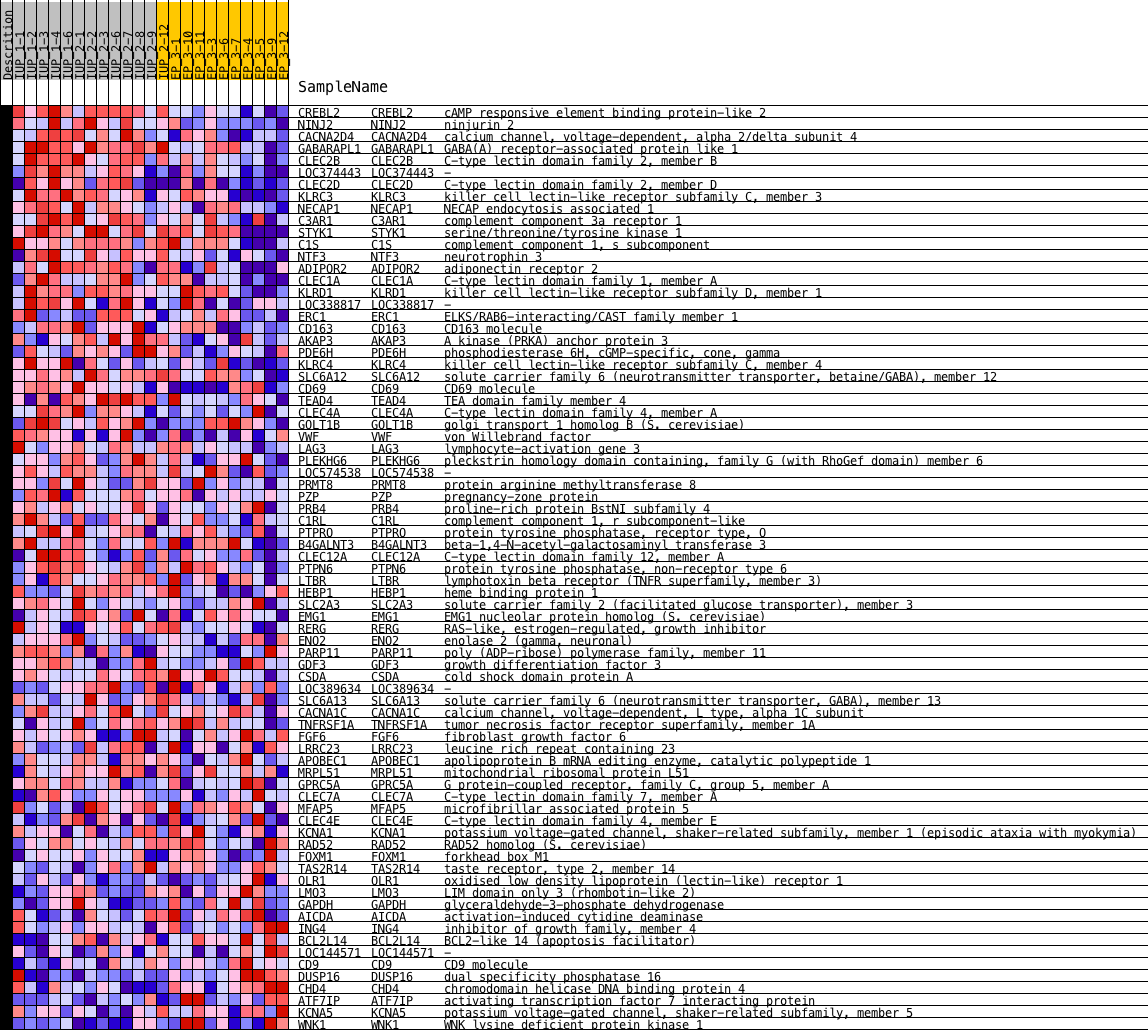 Descrition
IUP_1-1
IUP_1-2
IUP_1-3
IUP_1-4
IUP_1-6
IUP_2-1
IUP_2-2
IUP_2-3
IUP_2-6
IUP_2-7
IUP_2-8
IUP_2-9
IUP_2-12
EP_3-1
EP_3-10
EP_3-11
EP_3-3
EP_3-6
EP_3-7
EP_3-4
EP_3-5
EP_3-9
EP_3-12
SampleName
CREBL2 CREBL2 cAMP responsive element binding protein-like 2
NINJ2 NINJ2 ninjurin 2
CACNA2D4 CACNA2D4 calcium channel, voltage-dependent, alpha 2/delta subunit 4
GABARAPL1 GABARAPL1 GABA(A) receptor-associated protein like 1
CLEC2B CLEC2B C-type lectin domain family 2, member B
LOC374443 LOC374443 -
CLEC2D CLEC2D C-type lectin domain family 2, member D
KLRC3 KLRC3 killer cell lectin-like receptor subfamily C, member 3
NECAP1 NECAP1 NECAP endocytosis associated 1
C3AR1 C3AR1 complement component 3a receptor 1
STYK1 STYK1 serine/threonine/tyrosine kinase 1
C1S C1S complement component 1, s subcomponent
NTF3 NTF3 neurotrophin 3
ADIPOR2 ADIPOR2 adiponectin receptor 2
CLEC1A CLEC1A C-type lectin domain family 1, member A
KLRD1 KLRD1 killer cell lectin-like receptor subfamily D, member 1
LOC338817 LOC338817 -
ERC1 ERC1 ELKS/RAB6-interacting/CAST family member 1
CD163 CD163 CD163 molecule
AKAP3 AKAP3 A kinase (PRKA) anchor protein 3
PDE6H PDE6H phosphodiesterase 6H, cGMP-specific, cone, gamma
KLRC4 KLRC4 killer cell lectin-like receptor subfamily C, member 4
SLC6A12 SLC6A12 solute carrier family 6 (neurotransmitter transporter, betaine/GABA), member 12
CD69 CD69 CD69 molecule
TEAD4 TEAD4 TEA domain family member 4
CLEC4A CLEC4A C-type lectin domain family 4, member A
GOLT1B GOLT1B golgi transport 1 homolog B (S. cerevisiae)
VWF VWF von Willebrand factor
LAG3 LAG3 lymphocyte-activation gene 3
PLEKHG6 PLEKHG6 pleckstrin homology domain containing, family G (with RhoGef domain) member 6
LOC574538 LOC574538 -
PRMT8 PRMT8 protein arginine methyltransferase 8
PZP PZP pregnancy-zone protein
PRB4 PRB4 proline-rich protein BstNI subfamily 4
C1RL C1RL complement component 1, r subcomponent-like
PTPRO PTPRO protein tyrosine phosphatase, receptor type, O
B4GALNT3 B4GALNT3 beta-1,4-N-acetyl-galactosaminyl transferase 3
CLEC12A CLEC12A C-type lectin domain family 12, member A
PTPN6 PTPN6 protein tyrosine phosphatase, non-receptor type 6
LTBR LTBR lymphotoxin beta receptor (TNFR superfamily, member 3)
HEBP1 HEBP1 heme binding protein 1
SLC2A3 SLC2A3 solute carrier family 2 (facilitated glucose transporter), member 3
EMG1 EMG1 EMG1 nucleolar protein homolog (S. cerevisiae)
RERG RERG RAS-like, estrogen-regulated, growth inhibitor
ENO2 ENO2 enolase 2 (gamma, neuronal)
PARP11 PARP11 poly (ADP-ribose) polymerase family, member 11
GDF3 GDF3 growth differentiation factor 3
CSDA CSDA cold shock domain protein A
LOC389634 LOC389634 -
SLC6A13 SLC6A13 solute carrier family 6 (neurotransmitter transporter, GABA), member 13
CACNA1C CACNA1C calcium channel, voltage-dependent, L type, alpha 1C subunit
TNFRSF1A TNFRSF1A tumor necrosis factor receptor superfamily, member 1A
FGF6 FGF6 fibroblast growth factor 6
LRRC23 LRRC23 leucine rich repeat containing 23
APOBEC1 APOBEC1 apolipoprotein B mRNA editing enzyme, catalytic polypeptide 1
MRPL51 MRPL51 mitochondrial ribosomal protein L51
GPRC5A GPRC5A G protein-coupled receptor, family C, group 5, member A
CLEC7A CLEC7A C-type lectin domain family 7, member A
MFAP5 MFAP5 microfibrillar associated protein 5
CLEC4E CLEC4E C-type lectin domain family 4, member E
KCNA1 KCNA1 potassium voltage-gated channel, shaker-related subfamily, member 1 (episodic ataxia with myokymia)
RAD52 RAD52 RAD52 homolog (S. cerevisiae)
FOXM1 FOXM1 forkhead box M1
TAS2R14 TAS2R14 taste receptor, type 2, member 14
OLR1 OLR1 oxidised low density lipoprotein (lectin-like) receptor 1
LMO3 LMO3 LIM domain only 3 (rhombotin-like 2)
GAPDH GAPDH glyceraldehyde-3-phosphate dehydrogenase
AICDA AICDA activation-induced cytidine deaminase
ING4 ING4 inhibitor of growth family, member 4
BCL2L14 BCL2L14 BCL2-like 14 (apoptosis facilitator)
LOC144571 LOC144571 -
CD9 CD9 CD9 molecule
DUSP16 DUSP16 dual specificity phosphatase 16
CHD4 CHD4 chromodomain helicase DNA binding protein 4
ATF7IP ATF7IP activating transcription factor 7 interacting protein
KCNA5 KCNA5 potassium voltage-gated channel, shaker-related subfamily, member 5
WNK1 WNK1 WNK lysine deficient protein kinase 1